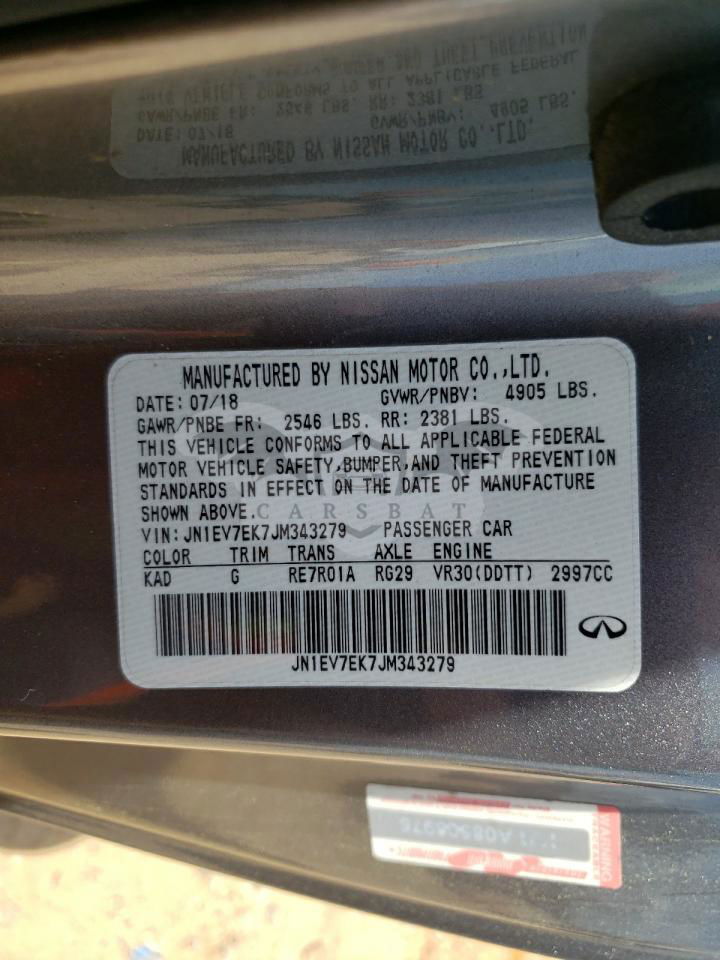 MANUFACTURED BY NISSAN MOTOR CO.,LTD.
DATE: 07/18 GVWR/PNBV: 4905 LBS.
GAWR/PNBE FR: 2546 LBS. RR: 2381 LBS.
THIS VEHICLE CONFORMS TO ALL APPLICABLE FEDERAL
MOTOR VEHICLE SAFETY,BUMPER,AND THEFT PREVENTION
STANDARDS IN EFFECT ON THE DATE OF MANUFACTURE
SHOWN ABOVE.
CARSBAT
VIN: JN1EV7EK7JM343279 PASSENGER CAR
COLOR TRIM TRANS AXLE ENGINE
KAD G RE7R01A RG29 VR30(DDTT) 2997CC
JN1EV7EK7JM343279
WARNING